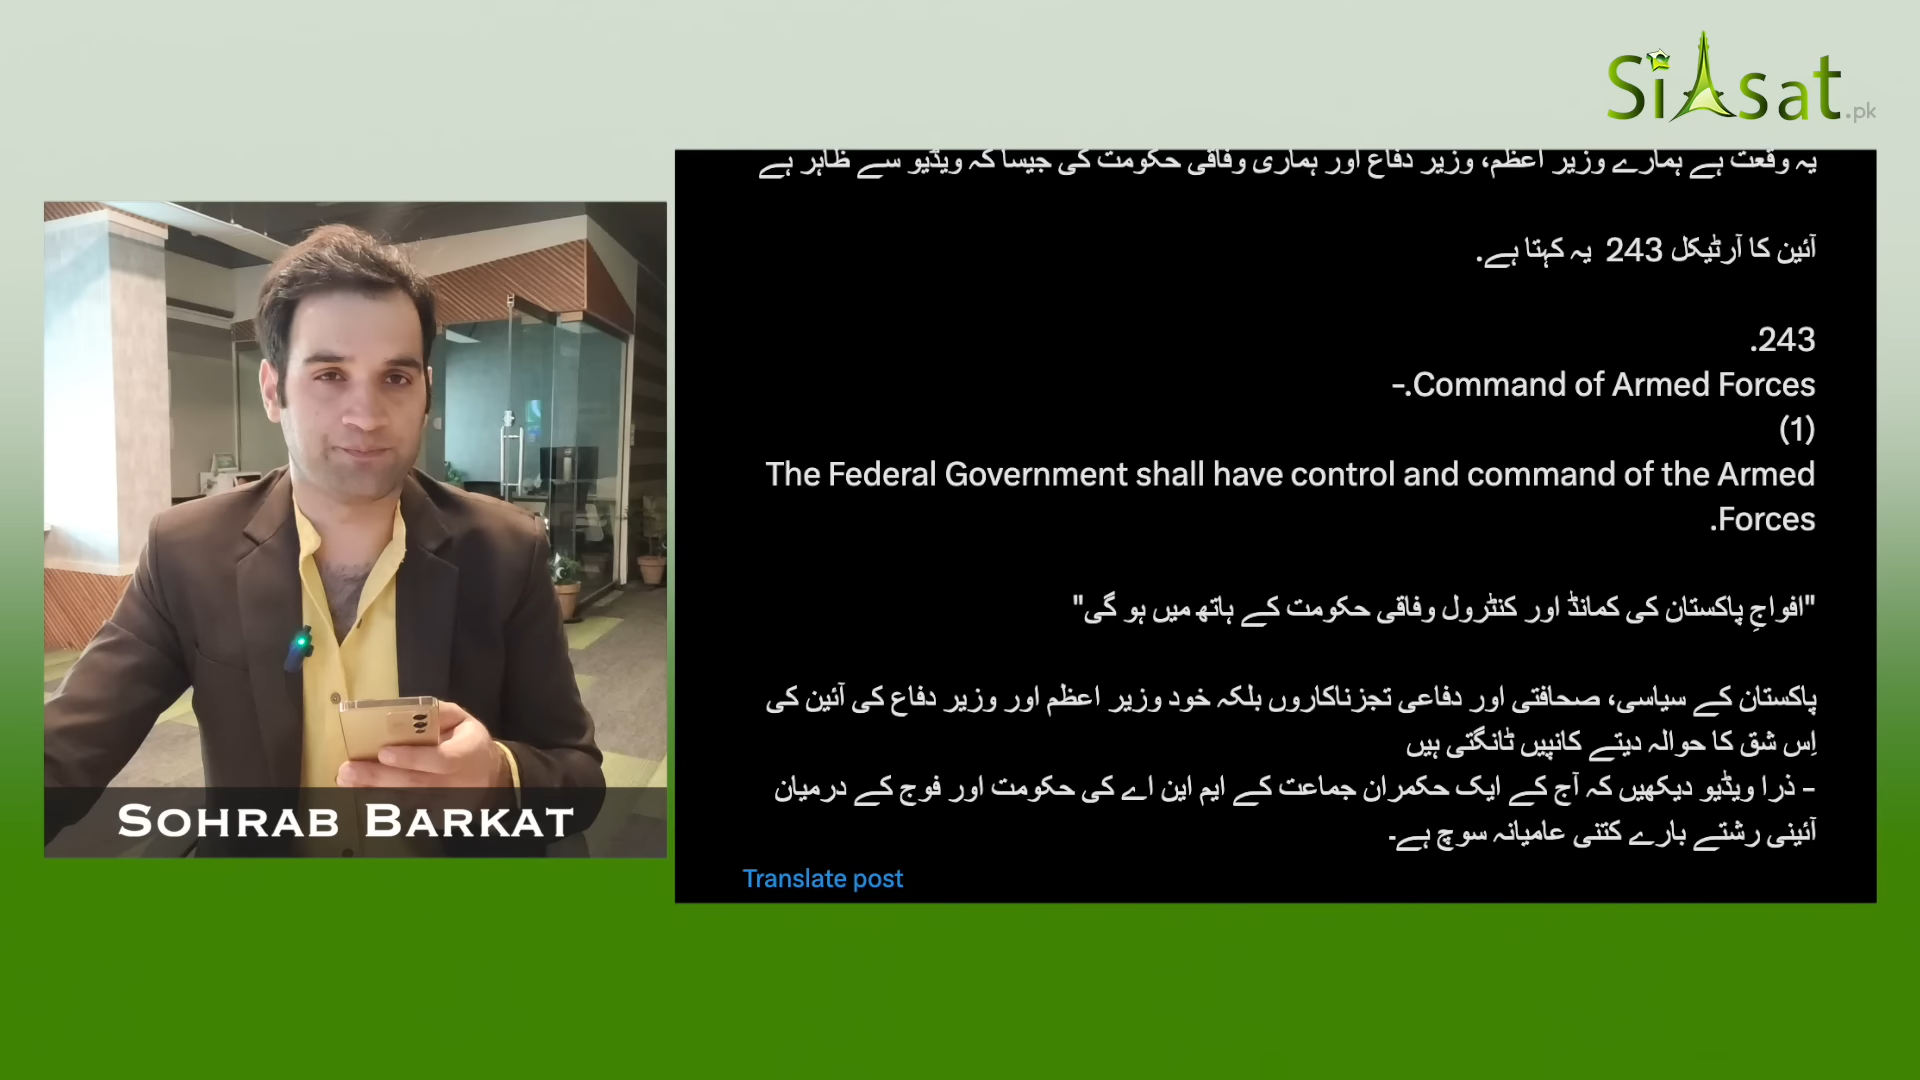 SiAsat.pk
یہ وقعت ہے ہمارے وزیر اعظم، وزیر دفاع اور ہماری وفاقی حکومت کی جیسا کہ ویڈیو سے ظاہر ہے
آئین کا آرٹیکل 243 یہ کہتا ہے.
243.
Command of Armed Forces.-
(1)
The Federal Government shall have control and command of the Armed
Forces.
"افواجِ پاکستان کی کمانڈ اور کنٹرول وفاقی حکومت کے ہاتھ میں ہو گی"
پاکستان کے سیاسی، صحافتی اور دفاعی تجزناکاروں بلکہ خود وزیر اعظم اور وزیر دفاع کی آئین کی
اِس شق کا حوالہ دیتے کانپیں ٹانگتی ہیں
- ذرا ویڈیو دیکھیں کہ آج کے ایک حکمران جماعت کے ایم این اے کی حکومت اور فوج کے درمیان
آئینی رشتے بارے کتنی عامیانہ سوچ ہے۔
Translate post
SOHRAB BARKAT